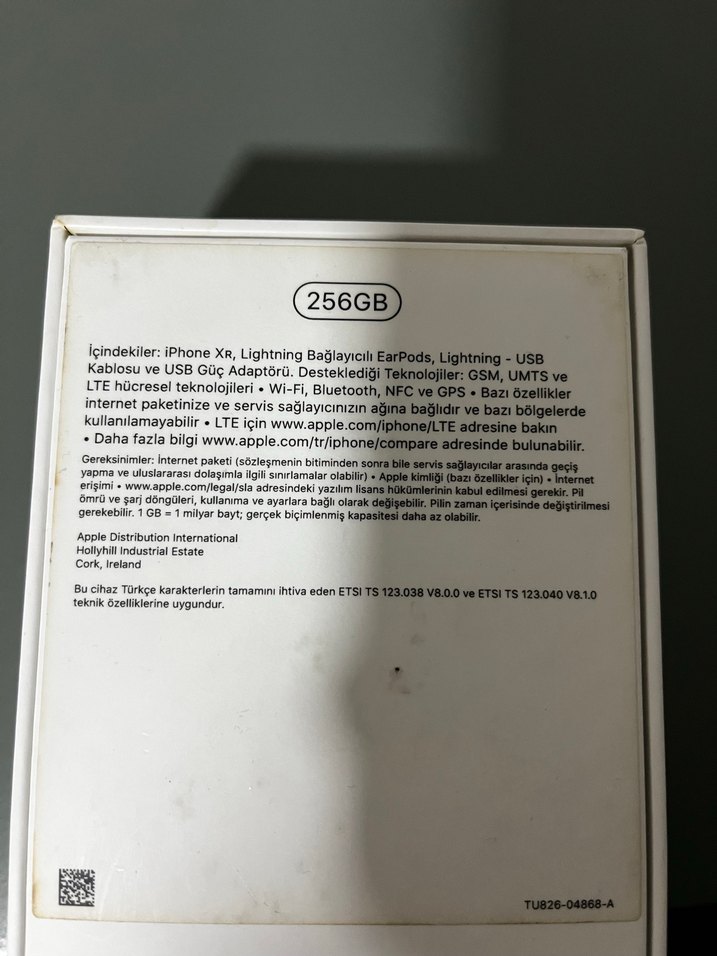 256GB
İçindekiler: iPhone XR, Lightning Bağlayıcılı EarPods, Lightning - USB
Kablosu ve USB Güç Adaptörü. Desteklediği Teknolojiler: GSM, UMTS ve
LTE hücresel teknolojileri • Wi-Fi, Bluetooth, NFC ve GPS • Bazı özellikler
internet paketinize ve servis sağlayıcınızın ağına bağlıdır ve bazı bölgelerde
kullanılamayabilir • LTE için www.apple.com/iphone/LTE adresine bakın
• Daha fazla bilgi www.apple.com/tr/iphone/compare adresinde bulunabilir.
Gereksinimler: İnternet paketi (sözleşmenin bitiminden sonra bile servis sağlayıcılar arasında geçiş
yapma ve uluslararası dolaşımla ilgili sınırlamalar olabilir) • Apple kimliği (bazı özellikler için) • İnternet
erişimi • www.apple.com/legal/sla adresindeki yazılım lisans hükümlerinin kabul edilmesi gerekir. Pil
ömrü ve şarj döngüleri, kullanıma ve ayarlara bağlı olarak değişebilir. Pilin zaman içerisinde değiştirilmesi
gerekebilir. 1 GB = 1 milyar bayt; gerçek biçimlenmiş kapasitesi daha az olabilir.
Apple Distribution International
Hollyhill Industrial Estate
Cork, Ireland
Bu cihaz Türkçe karakterlerin tamamını ihtiva eden ETSI TS 123.038 V8.0.0 ve ETSI TS 123.040 V8.1.0
teknik özelliklerine uygundur.
TU826-04868-A